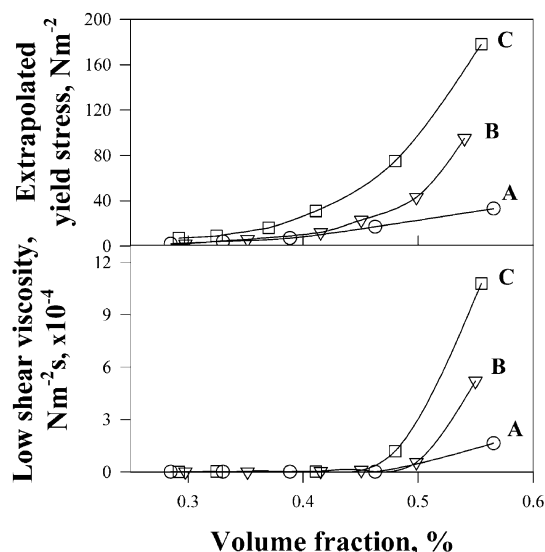 Extrapolated
yield stress, Nm-2
200
160
120
80
40
0
C
B
A
Low shear viscosity,
Nm-2s, x10-4
12
9
6
3
0
C
B
A
0.3 0.4 0.5 0.6
Volume fraction, %